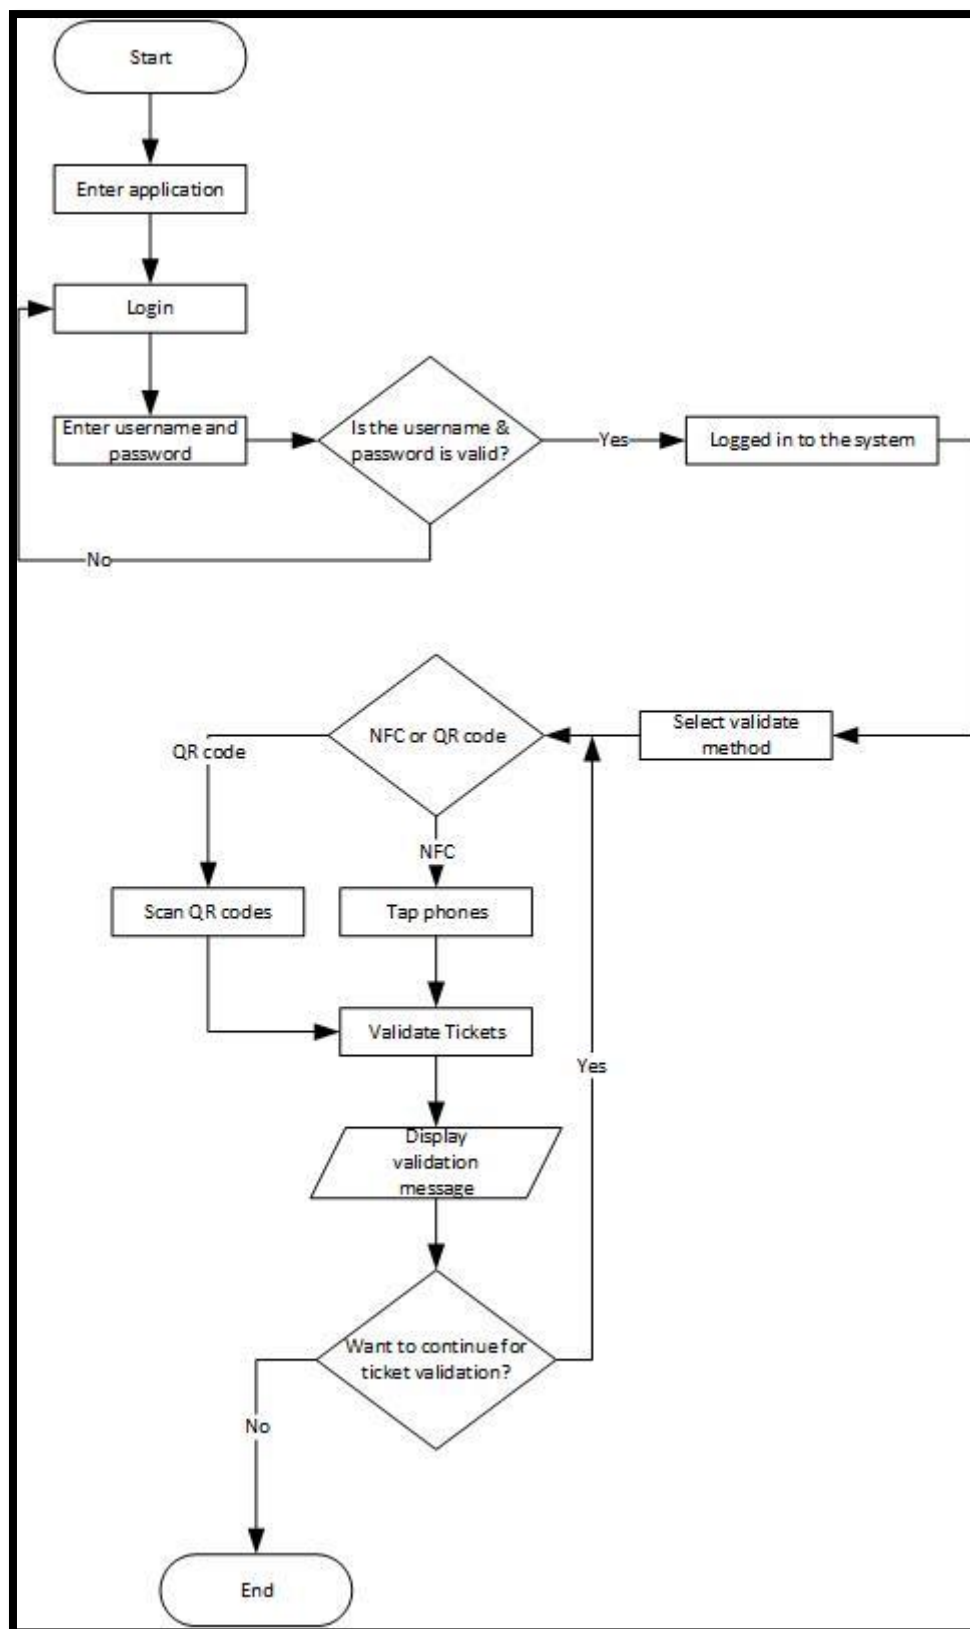 Start
Enter application
Login
Enter username and
password
Is the username &
password is valid?
Yes
Logged in to the system
No
Select validate
method
NFC or QR code
QR code
NFC
Scan QR codes
Tap phones
Validate Tickets
Yes
Display
validation
message
Want to continue for
ticket validation?
No
End